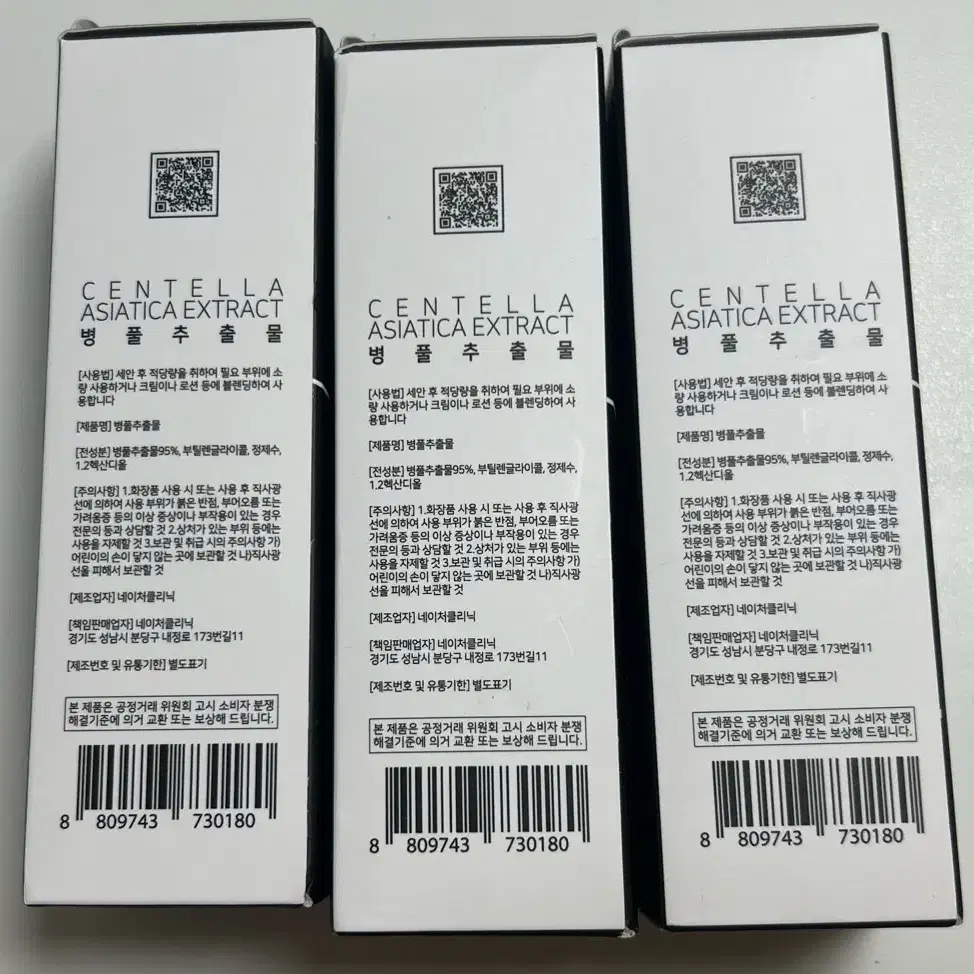 CENTELLA
ASIATICA EXTRACT
병풀추출물
[사용법] 세안 후 적당량을 취하여 필요 부위에 소
량 사용하거나 크림이나 로션 등에 블렌딩하여 사
용합니다
[제품명] 병풀추출물
[전성분] 병풀추출물95%, 부틸렌글라이콜, 정제수,
1.2헥산디올
[주의사항] 1.화장품 사용 시 또는 사용 후 직사광
선에 의하여 사용 부위가 붉은 반점, 부어오름 또는
가려움증 등의 이상 증상이나 부작용이 있는 경우
전문의 등과 상담할 것 2.상처가 있는 부위 등에는
사용을 자제할 것 3.보관 및 취급 시의 주의사항 가)
어린이의 손이 닿지 않는 곳에 보관할 것 나)직사광
선을 피해서 보관할 것
[제조업자] 네이처클리닉
[책임판매업자] 네이처클리닉
경기도 성남시 분당구 내정로 173번길11
[제조번호 및 유통기한] 별도표기
본 제품은 공정거래 위원회 고시 소비자 분쟁
해결기준에 의거 교환 또는 보상해 드립니다.
8 809743 730180
CENTELLA
ASIATICA EXTRACT
병풀추출물
[사용법] 세안 후 적당량을 취하여 필요 부위에 소
량 사용하거나 크림이나 로션 등에 블렌딩하여 사
용합니다
[제품명] 병풀추출물
[전성분] 병풀추출물95%, 부틸렌글라이콜, 정제수,
1.2헥산디올
[주의사항] 1.화장품 사용 시 또는 사용 후 직사광
선에 의하여 사용 부위가 붉은 반점, 부어오름 또는
가려움증 등의 이상 증상이나 부작용이 있는 경우
전문의 등과 상담할 것 2.상처가 있는 부위 등에는
사용을 자제할 것 3.보관 및 취급 시의 주의사항 가)
어린이의 손이 닿지 않는 곳에 보관할 것 나)직사광
선을 피해서 보관할 것
[제조업자] 네이처클리닉
[책임판매업자] 네이처클리닉
경기도 성남시 분당구 내정로 173번길11
[제조번호 및 유통기한] 별도표기
본 제품은 공정거래 위원회 고시 소비자 분쟁
해결기준에 의거 교환 또는 보상해 드립니다.
8 809743 730180
CENTELLA
ASIATICA EXTRACT
병풀추출물
[사용법] 세안 후 적당량을 취하여 필요 부위에 소
량 사용하거나 크림이나 로션 등에 블렌딩하여 사
용합니다
[제품명] 병풀추출물
[전성분] 병풀추출물95%, 부틸렌글라이콜, 정제수,
1.2헥산디올
[주의사항] 1.화장품 사용 시 또는 사용 후 직사광
선에 의하여 사용 부위가 붉은 반점, 부어오름 또는
가려움증 등의 이상 증상이나 부작용이 있는 경우
전문의 등과 상담할 것 2.상처가 있는 부위 등에는
사용을 자제할 것 3.보관 및 취급 시의 주의사항 가)
어린이의 손이 닿지 않는 곳에 보관할 것 나)직사광
선을 피해서 보관할 것
[제조업자] 네이처클리닉
[책임판매업자] 네이처클리닉
경기도 성남시 분당구 내정로 173번길11
[제조번호 및 유통기한] 별도표기
본 제품은 공정거래 위원회 고시 소비자 분쟁
해결기준에 의거 교환 또는 보상해 드립니다.
8 809743 730180